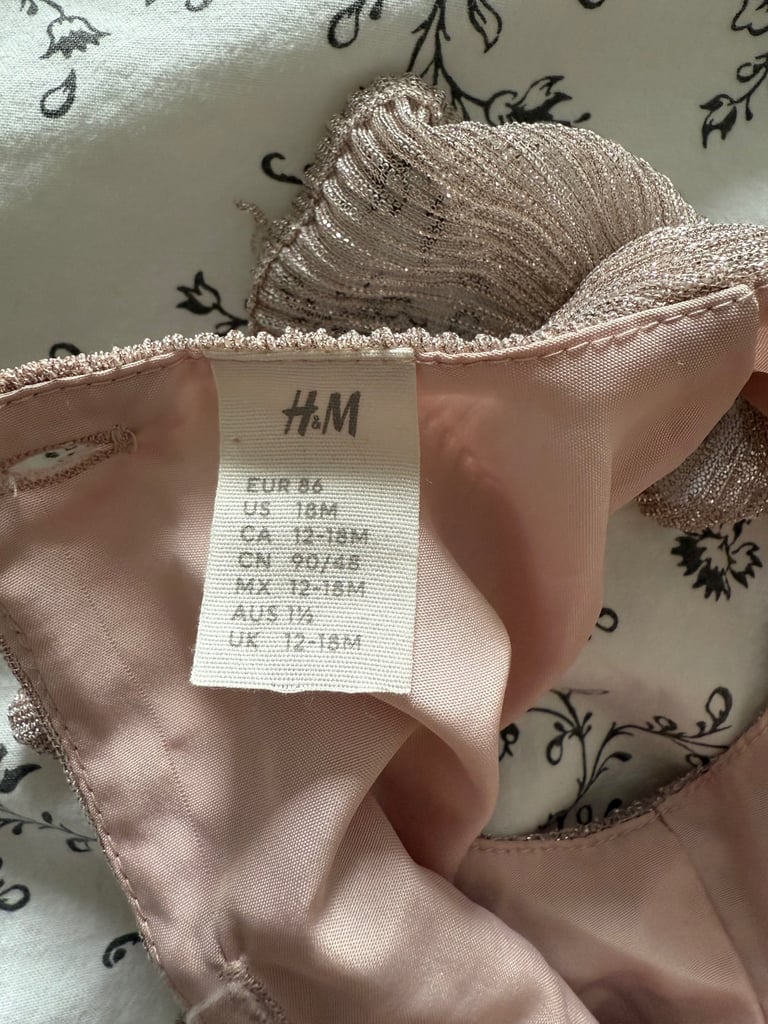 H&M
EUR 86
US 18M
CA 12-18M
CN 90/48
MX 12-18M
AUS 1½
UK 12-18M